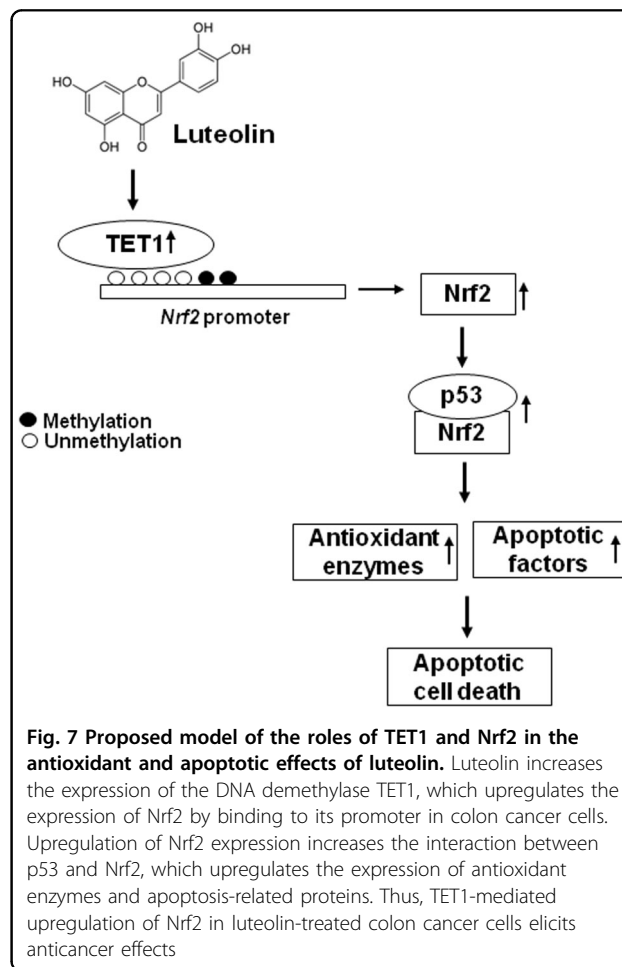 OH
OH
HO
O
OH
O
Luteolin
TET1↑
Nrf2 promoter
Nrf2 ↑
● Methylation
○ Unmethylation
p53
Nrf2 ↑
Antioxidant
enzymes ↑
Apoptotic
factors ↑
Apoptotic
cell death
Fig. 7 Proposed model of the roles of TET1 and Nrf2 in the
antioxidant and apoptotic effects of luteolin. Luteolin increases
the expression of the DNA demethylase TET1, which upregulates the
expression of Nrf2 by binding to its promoter in colon cancer cells.
Upregulation of Nrf2 expression increases the interaction between
p53 and Nrf2, which upregulates the expression of antioxidant
enzymes and apoptosis-related proteins. Thus, TET1-mediated
upregulation of Nrf2 in luteolin-treated colon cancer cells elicits
anticancer effects